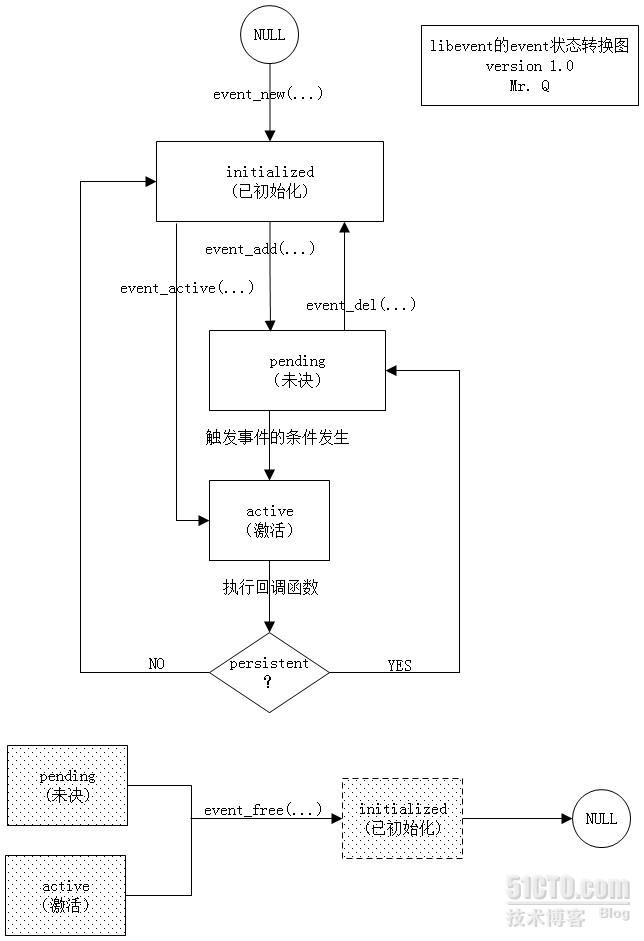 NULL
libevent的event状态转换图
version 1.0
Mr. Q
event_new(...)
initialized
(已初始化)
event_add(...)
event_active(...)
event_del(...)
pending
(未决)
触发事件的条件发生
active
(激活)
执行回调函数
persistent
?
NO
YES
pending
(未决)
event_free(...)
initialized
(已初始化)
NULL
active
(激活)
51CTO.com
技术博客 Blog